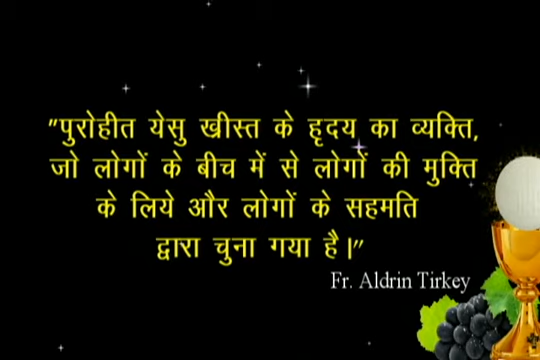 "पुरोहीत येसु ख्रीस्त के हृदय का व्यक्ति,
जो लोगों के बीच में से लोगों की मुक्ति
के लिये और लोगों के सहमति
द्वारा चुना गया है।"
Fr. Aldrin Tirkey